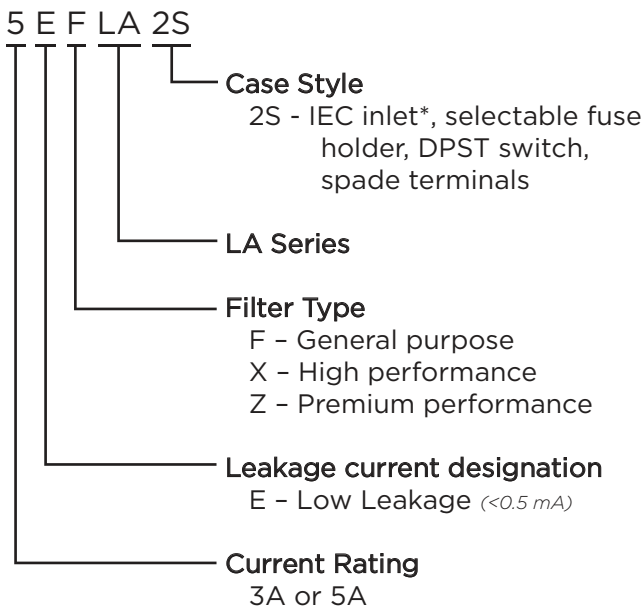 5 E F LA 2S
Case Style
2S - IEC inlet*, selectable fuse
holder, DPST switch,
spade terminals
LA Series
Filter Type
F – General purpose
X – High performance
Z – Premium performance
Leakage current designation
E – Low Leakage (<0.5 mA)
Current Rating
3A or 5A